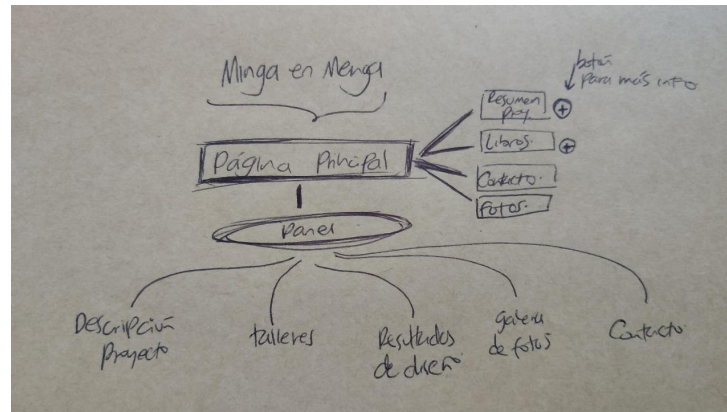 Minga en Menga
botón
para más info
Resumen
Proy.
Libros.
Página Principal
Contacto.
Fotos.
Panel
Descripción
Proyecto
talleres
Resultados
de diseño
galeria
de fotos
Contacto